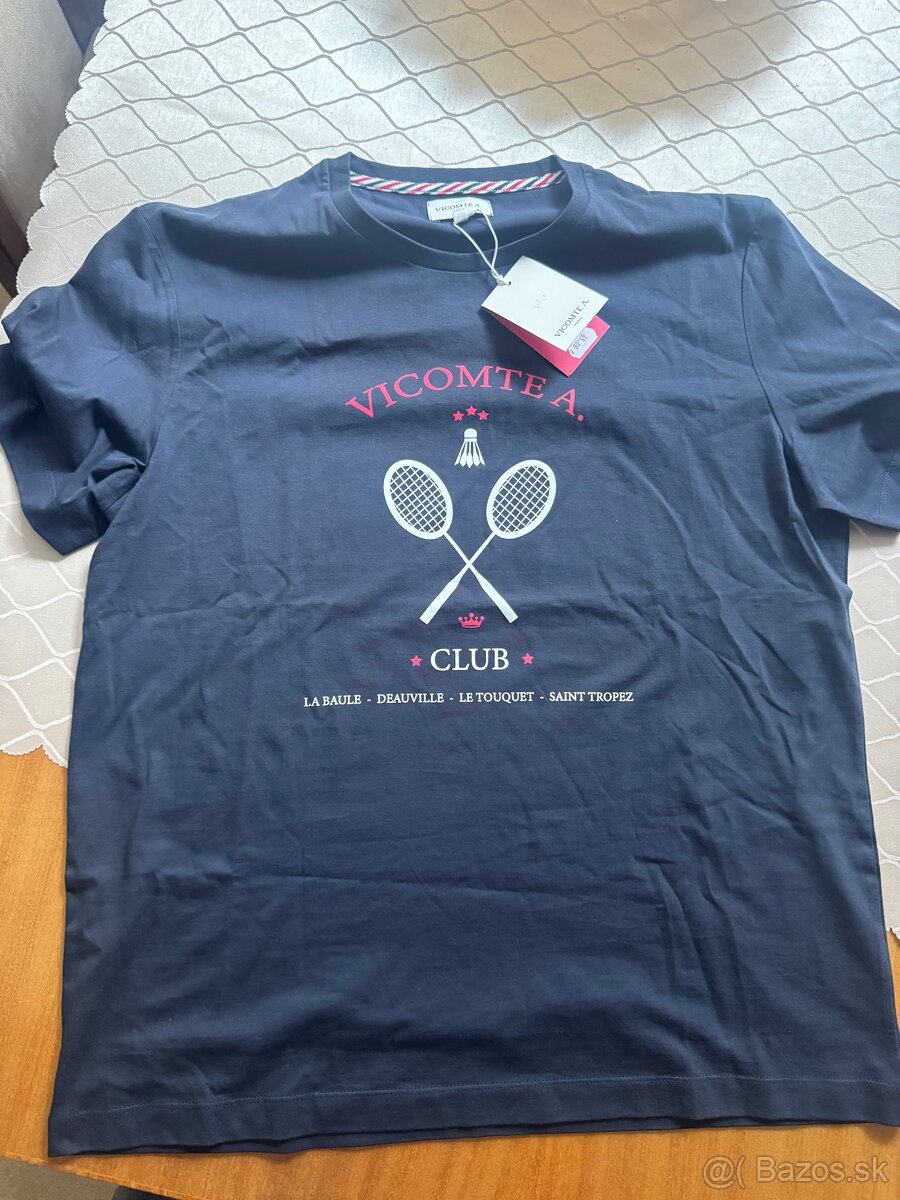 VICOMTE A.
VICOMTE A.
VICOMTE A.
CLUB
LA BAULE - DEAUVILLE - LE TOUQUET - SAINT TROPEZ
@( Bazos.sk